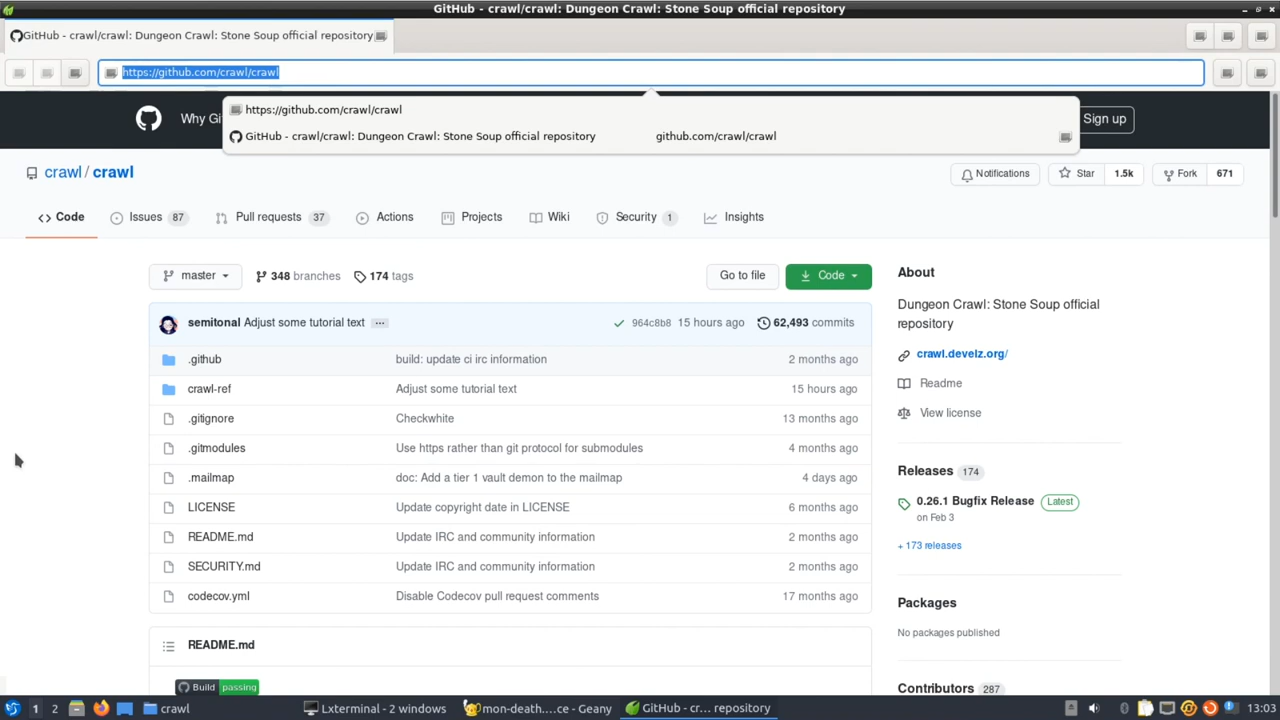 GitHub - crawl/crawl: Dungeon Crawl: Stone Soup official repository
GitHub - crawl/crawl: Dungeon Crawl: Stone Soup official repository
https://github.com/crawl/crawl
https://github.com/crawl/crawl
GitHub - crawl/crawl: Dungeon Crawl: Stone Soup official repository github.com/crawl/crawl
Why Gi
Sign up
crawl / crawl
Notifications Star 1.5k Fork 671
Code Issues 87 Pull requests 37 Actions Projects Wiki Security 1 Insights
master 348 branches 174 tags Go to file Code
semitonal Adjust some tutorial text ... 964c8b8 15 hours ago 62,493 commits
.github build: update ci irc information 2 months ago
crawl-ref Adjust some tutorial text 15 hours ago
.gitignore Checkwhite 13 months ago
.gitmodules Use https rather than git protocol for submodules 4 months ago
.mailmap doc: Add a tier 1 vault demon to the mailmap 4 days ago
LICENSE Update copyright date in LICENSE 6 months ago
README.md Update IRC and community information 2 months ago
SECURITY.md Update IRC and community information 2 months ago
codecov.yml Disable Codecov pull request comments 17 months ago
README.md
Build passing
About
Dungeon Crawl: Stone Soup official
repository
crawl.develz.org/
Readme
View license
Releases 174
0.26.1 Bugfix Release Latest
on Feb 3
+ 173 releases
Packages
No packages published
Contributors 287
1 2 crawl Lxterminal - 2 windows mon-death....ce - Geany GitHub - cr... repository 13:03